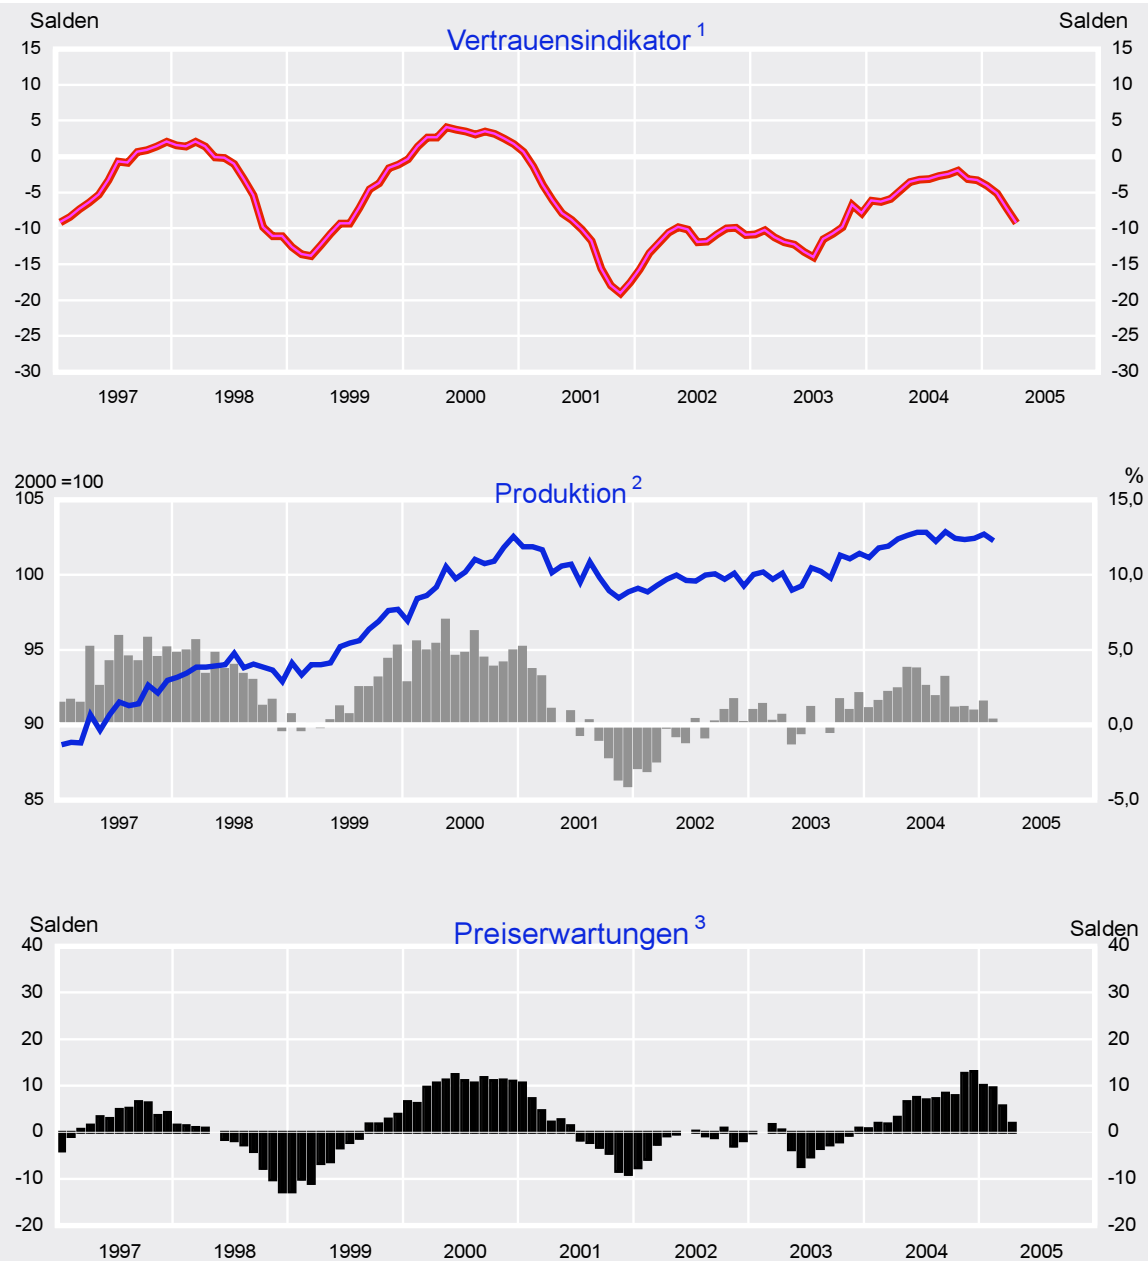 Salden Salden
Vertrauensindikator 1
15 15
10 10
5 5
0 0
-5 -5
-10 -10
-15 -15
-20 -20
-25 -25
-30 -30
1997 1998 1999 2000 2001 2002 2003 2004 2005
2000 =100 %
Produktion 2
105 15,0
100 10,0
95 5,0
90 0,0
85 -5,0
1997 1998 1999 2000 2001 2002 2003 2004 2005
Salden Salden
Preiserwartungen 3
40 40
30 30
20 20
10 10
0 0
-10 -10
-20 -20
1997 1998 1999 2000 2001 2002 2003 2004 2005